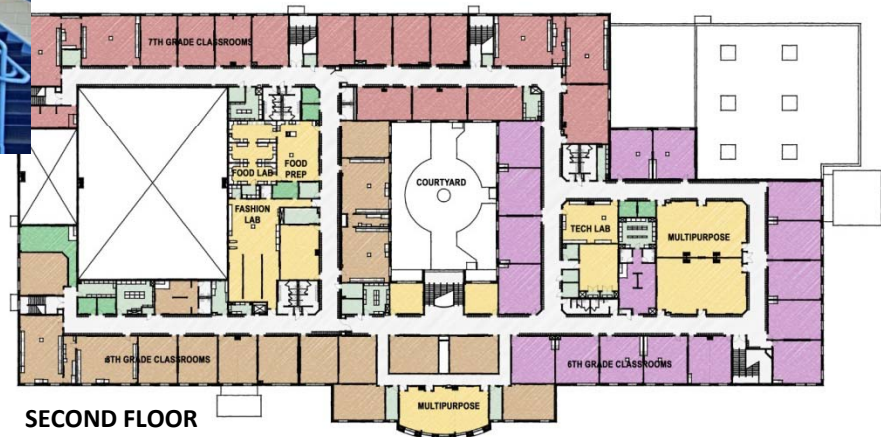 7TH GRADE CLASSROOMS
FOOD LAB
FOOD
PREP
COURTYARD
FASHION
LAB
TECH LAB
MULTIPURPOSE
8TH GRADE CLASSROOMS
6TH GRADE CLASSROOMS
MULTIPURPOSE
SECOND FLOOR